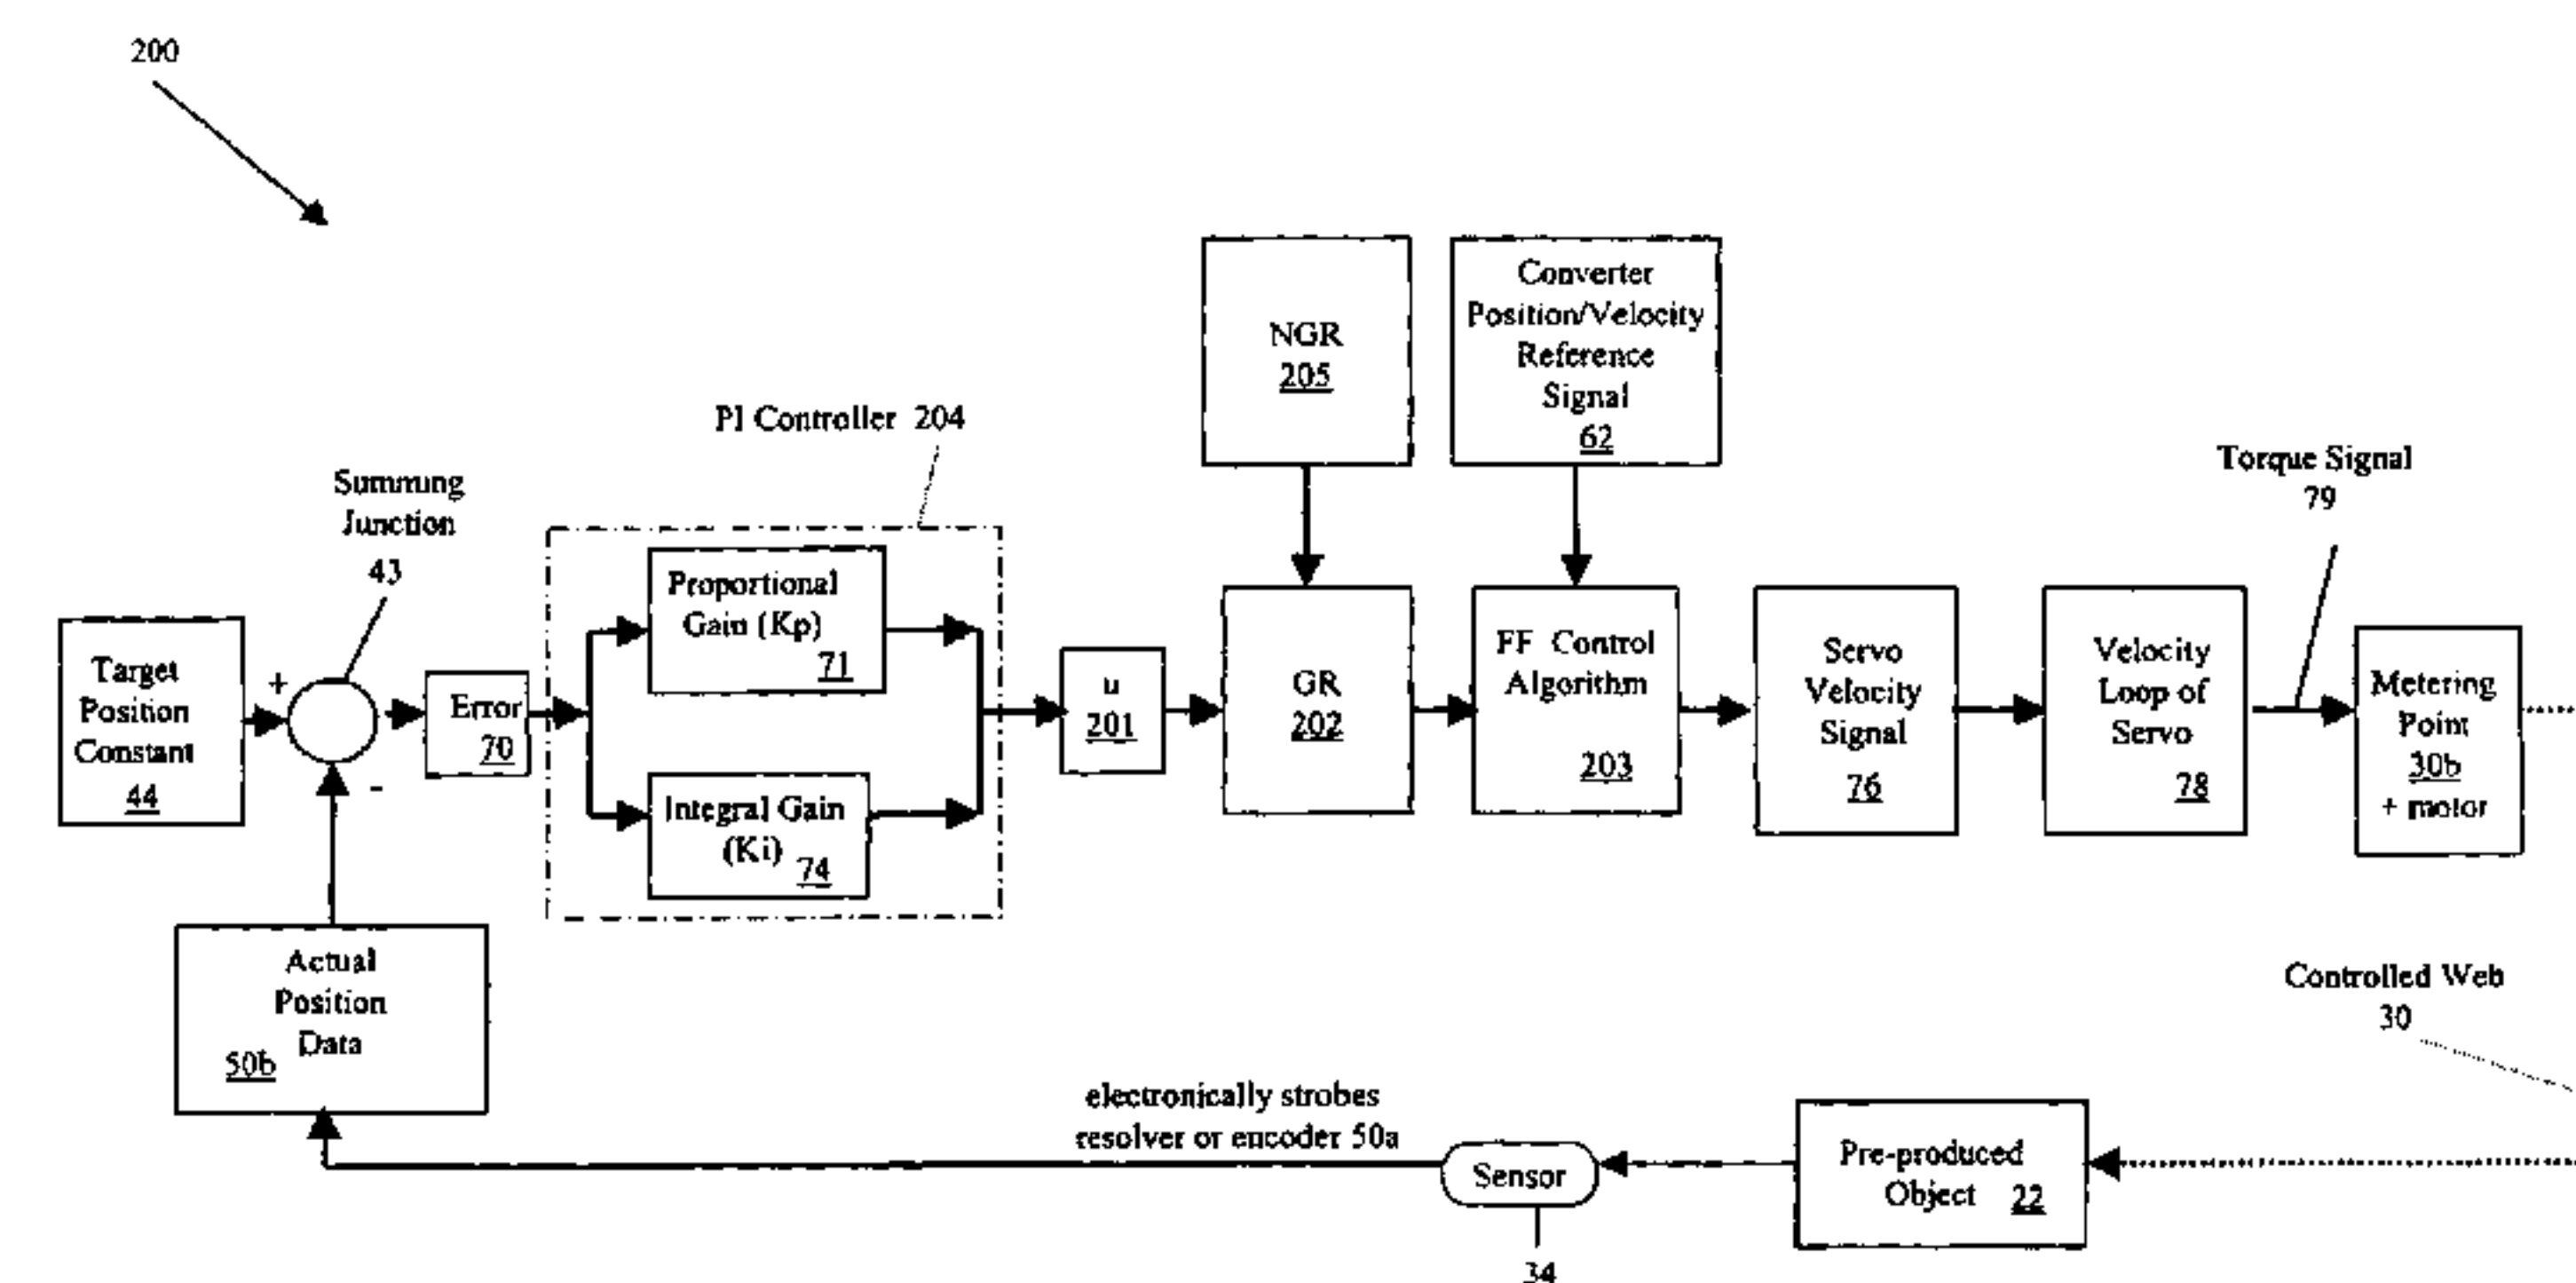 200
NGR
205
Converter
Position/Velocity
Reference
Signal
62
PI Controller 204
Torque Signal
79
Summing
Junction
43
Target
Position
Constant
44
+
-
Error
70
Proportional
Gain (Kp)
71
Integral Gain
(Ki)
74
u
201
GR
202
FF Control
Algorithm
203
Servo
Velocity
Signal
76
Velocity
Loop of
Servo
78
Metering
Point
30b
+ motor
Actual
Position
Data
50b
Controlled Web
30
electronically strobes
resolver or encoder 50a
Sensor
34
Pre-produced
Object 22